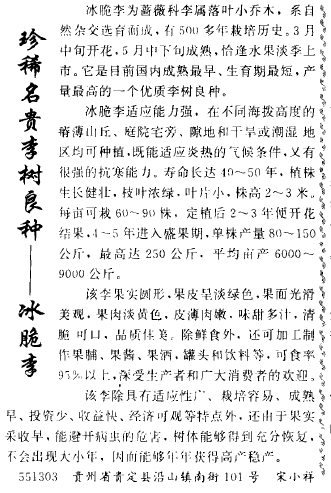 珍稀名贵李树良种——冰脆李
冰脆李为蔷薇科李属落叶小乔木，系自
然杂交选育而成，有500多年栽培历史。3月
中旬开花，5月中下旬成熟，恰逢水果淡季上
市。它是目前国内成熟最早、生育期最短，产
量最高的一个优质李树良种。
冰脆李适应能力强，在不同海拨高度的
瘠薄山丘、庭院宅旁、隙地和干旱或潮湿地
区均可种植，既能适应炎热的气候条件，又有
很强的抗寒能力。寿命长达40～50年，植株
生长健壮，枝叶浓绿，叶片小，株高2～3米。
每亩可栽60～90株，定植后2～3年便开花
结果，4～5年进入盛果期，单株产量80～150
公斤，最高达250公斤，平均亩产6000～
9000公斤。
该李果实圆形，果皮呈淡绿色，果面光滑
美观，果肉淡黄色，皮薄肉嫩，味甜多汁，清
脆可口，品质佳美。除鲜食外，还可加工制
作果脯、果酱、果酒，罐头和饮料等，可食率
95%以上，深受生产者和广大消费者的欢迎。
该李除具有适应性广、栽培容易、成熟
早、投资少、收益快、经济可观等特点外，还由于果实
采收早，能避开病虫的危害，树体能够得到充分恢复，
不会出现大小年，因而能够年年获得高产稳产。
551303 贵州省贵定县沿山镇南街101号 宋小祥